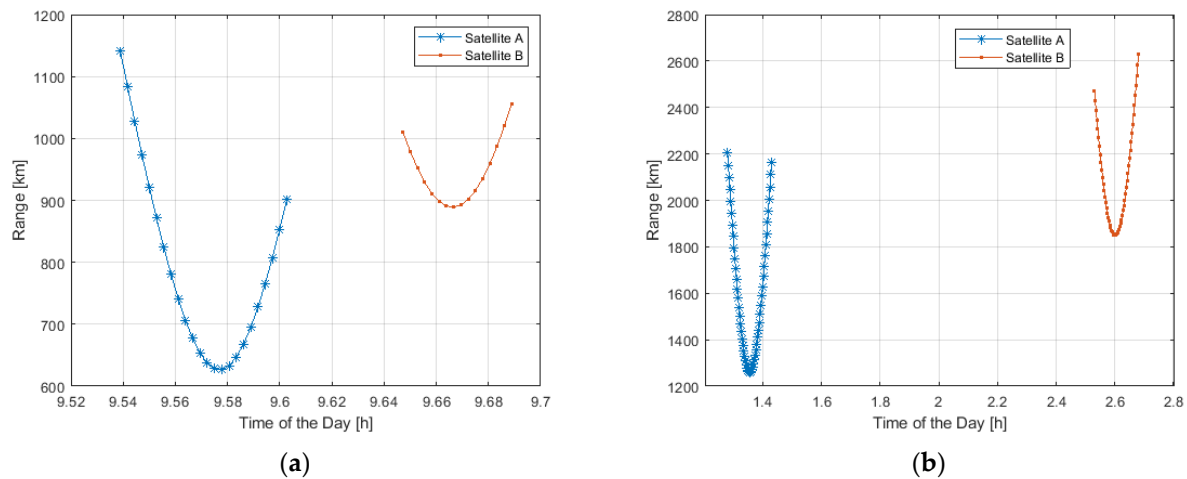 1200
1100
1000
900
800
700
600
Range [km]
9.52 9.54 9.56 9.58 9.6 9.62 9.64 9.66 9.68 9.7
Time of the Day [h]
Satellite A
Satellite B
(a)
2800
2600
2400
2200
2000
1800
1600
1400
1200
Range [km]
1.4 1.6 1.8 2 2.2 2.4 2.6 2.8
Time of the Day [h]
Satellite A
Satellite B
(b)